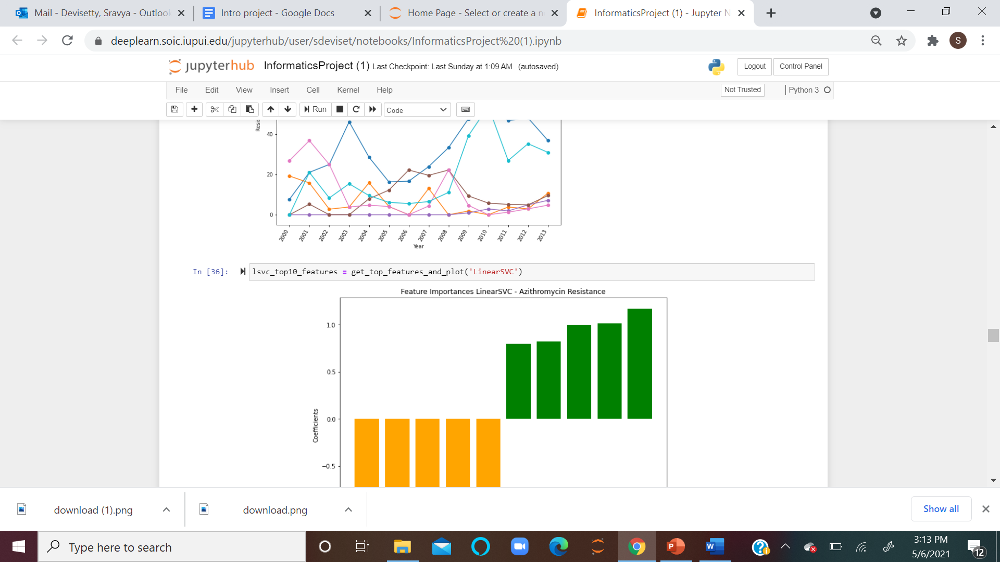 Mail - Devisetty, Sravya - Outlook
Intro project - Google Docs
Home Page - Select or create a n
InformaticsProject (1) - Jupyter N
deeplearn.soic.iupui.edu/jupyterhub/user/sdeviset/notebooks/InformaticsProject%20(1).ipynb
S
jupyterhub InformaticsProject (1) Last Checkpoint: Last Sunday at 1:09 AM (autosaved)
Logout
Control Panel
File Edit View Insert Cell Kernel Help
Not Trusted
Python 3
Run
Code
Resis
40
20
0
2000 2001 2002 2003 2004 2005 2006 2007 2008 2009 2010 2011 2012 2013
Year
In [36]: lsvc_top10_features = get_top_features_and_plot('LinearSVC')
Feature Importances LinearSVC - Azithromycin Resistance
1.0
0.5
0.0
−0.5
Coefficients
download (1).png
download.png
Show all
Type here to search
3:13 PM
5/6/2021
12